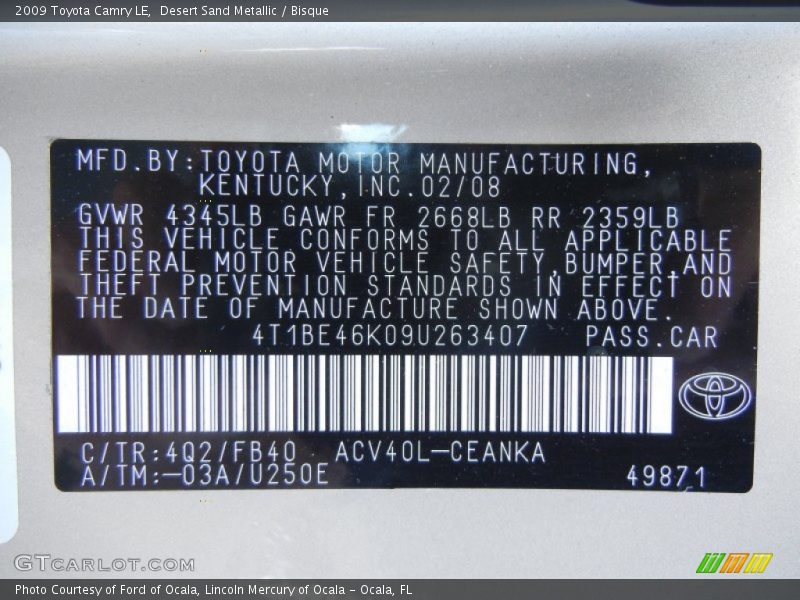 2009 Toyota Camry LE,  Desert Sand Metallic / Bisque
MFD.BY:TOYOTA MOTOR MANUFACTURING,
KENTUCKY,INC.02/08
GVWR 4345LB GAWR FR 2668LB RR 2359LB
THIS VEHICLE CONFORMS TO ALL APPLICABLE
FEDERAL MOTOR VEHICLE SAFETY,BUMPER,AND
THEFT PREVENTION STANDARDS IN EFFECT ON
THE DATE OF MANUFACTURE SHOWN ABOVE.
4T1BE46K09U263407 PASS.CAR
C/TR:4Q2/FB40 ACV40L-CEANKA
A/TM:-03A/U250E 49871
GTCARLOT.COM
Photo Courtesy of Ford of Ocala, Lincoln Mercury of Ocala - Ocala, FL